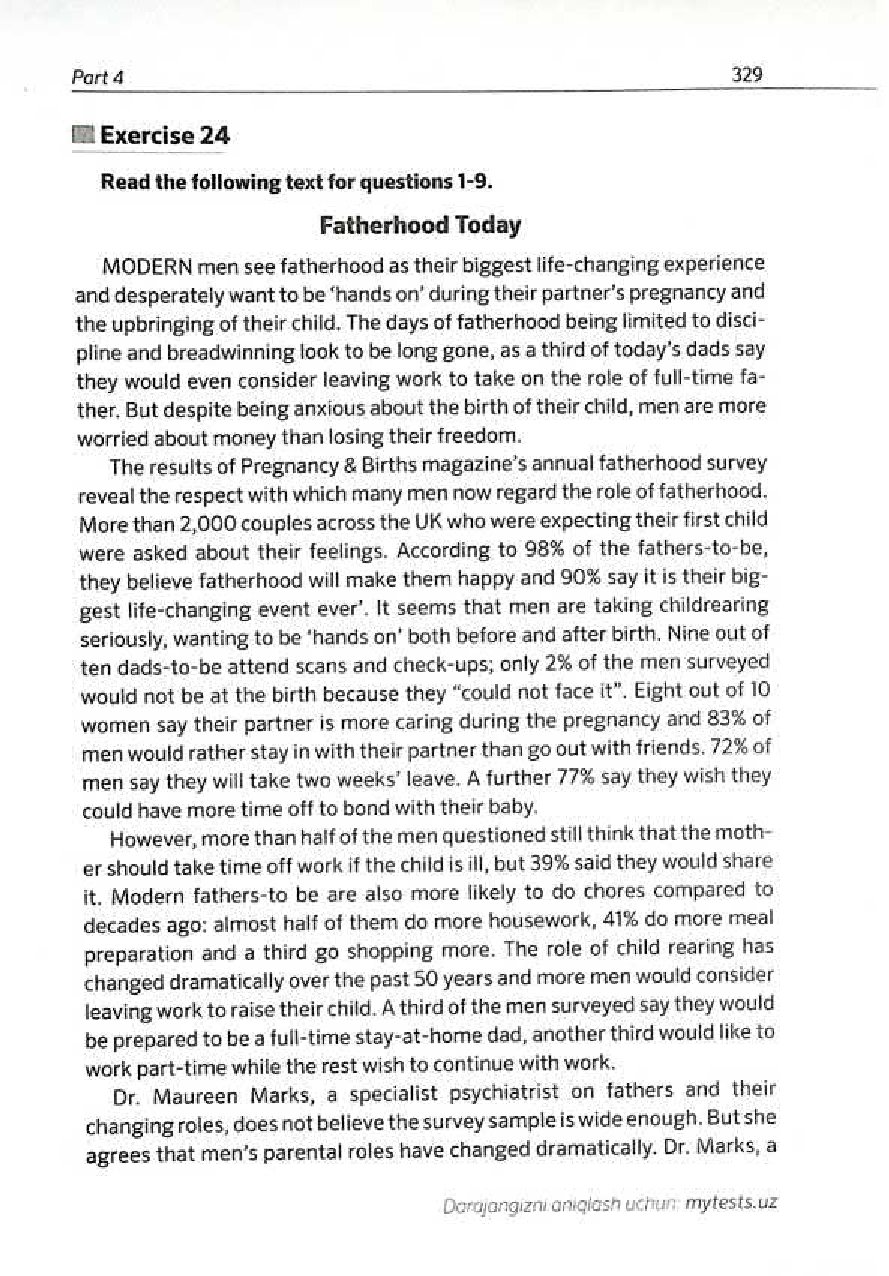 Part 4 329
Exercise 24
Read the following text for questions 1-9.
Fatherhood Today
MODERN men see fatherhood as their biggest life-changing experience
and desperately want to be ‘hands on’ during their partner’s pregnancy and
the upbringing of their child. The days of fatherhood being limited to disci-
pline and breadwinning look to be long gone, as a third of today’s dads say
they would even consider leaving work to take on the role of full-time fa-
ther. But despite being anxious about the birth of their child, men are more
worried about money than losing their freedom.
The results of Pregnancy & Births magazine’s annual fatherhood survey
reveal the respect with which many men now regard the role of fatherhood.
More than 2,000 couples across the UK who were expecting their first child
were asked about their feelings. According to 98% of the fathers-to-be,
they believe fatherhood will make them happy and 90% say it is their big-
gest life-changing event ever’. It seems that men are taking childrearing
seriously, wanting to be ‘hands on’ both before and after birth. Nine out of
ten dads-to-be attend scans and check-ups; only 2% of the men surveyed
would not be at the birth because they “could not face it”. Eight out of 10
women say their partner is more caring during the pregnancy and 83% of
men would rather stay in with their partner than go out with friends. 72% of
men say they will take two weeks’ leave. A further 77% say they wish they
could have more time off to bond with their baby.
However, more than half of the men questioned still think that the moth-
er should take time off work if the child is ill, but 39% said they would share
it. Modern fathers-to be are also more likely to do chores compared to
decades ago: almost half of them do more housework, 41% do more meal
preparation and a third go shopping more. The role of child rearing has
changed dramatically over the past 50 years and more men would consider
leaving work to raise their child. A third of the men surveyed say they would
be prepared to be a full-time stay-at-home dad, another third would like to
work part-time while the rest wish to continue with work.
Dr. Maureen Marks, a specialist psychiatrist on fathers and their
changing roles, does not believe the survey sample is wide enough. But she
agrees that men’s parental roles have changed dramatically. Dr. Marks, a
Darajangizni aniqlash uchun: mytests.uz